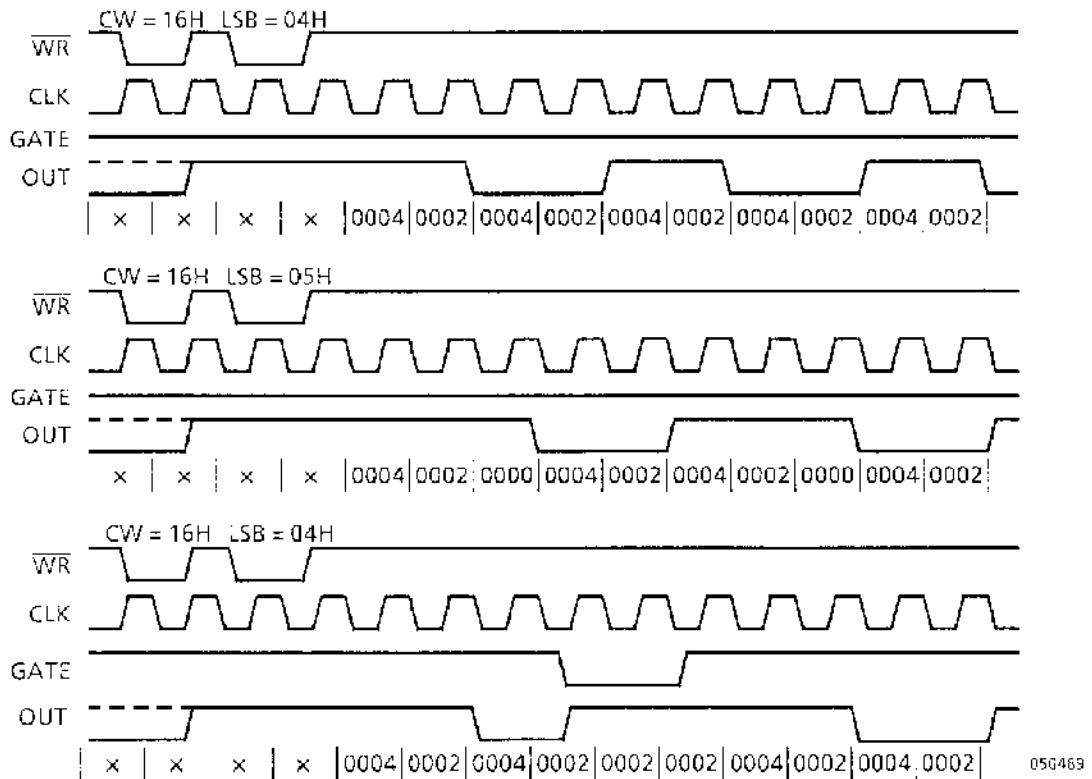 CW = 16H LSB = 04H
WR
CLK
GATE
OUT
× × × × 0004 0002 0004 0002 0004 0002 0004 0002 0004 0002
CW = 16H LSB = 05H
WR
CLK
GATE
OUT
× × × × 0004 0002 0000 0004 0002 0004 0002 0000 0004 0002
CW = 16H LSB = 04H
WR
CLK
GATE
OUT
× × × × 0004 0002 0004 0002 0002 0002 0004 0002 0004 0002
050469